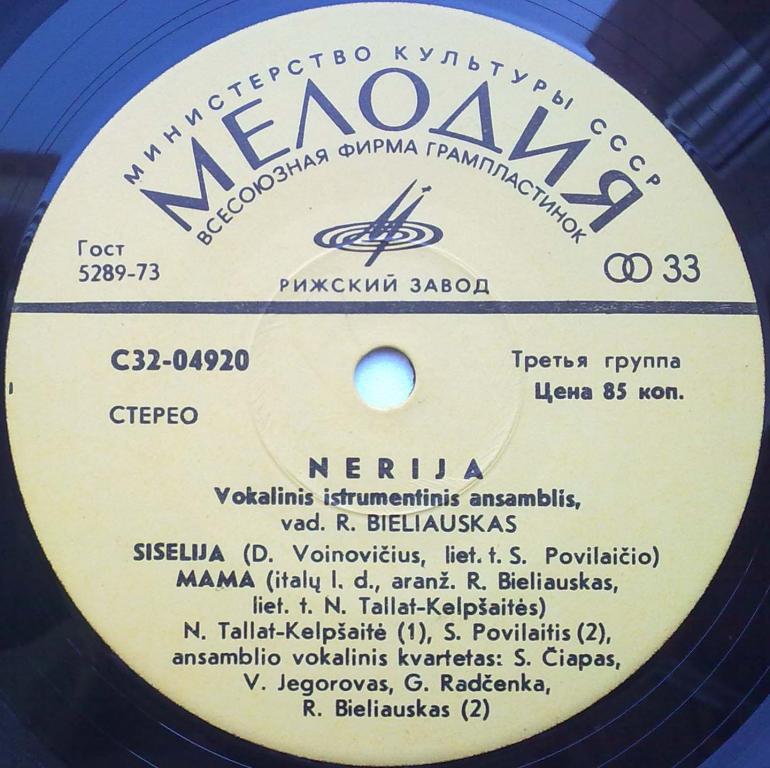 МИНИСТЕРСТВО КУЛЬТУРЫ СССР
МЕЛОДИЯ
ВСЕСОЮЗНАЯ ФИРМА ГРАМПЛАСТИНОК
Гост
5289-73
33
РИЖСКИЙ ЗАВОД
С32-04920
Третья группа
Цена 85 коп.
СТЕРЕО
NERIJA
Vokalinis istrumentinis ansamblis,
vad. R. BIELIAUSKAS
SISELIJA (D. Voinovičius, liet. t. S. Povilaičio)
MAMA (italų l. d., aranž. R. Bieliauskas,
liet. t. N. Tallat-Kelpšaitės)
N. Tallat-Kelpšaitė (1), S. Povilaitis (2),
ansamblio vokalinis kvartetas: S. Čiapas,
V. Jegorovas, G. Radčenka,
R. Bieliauskas (2)